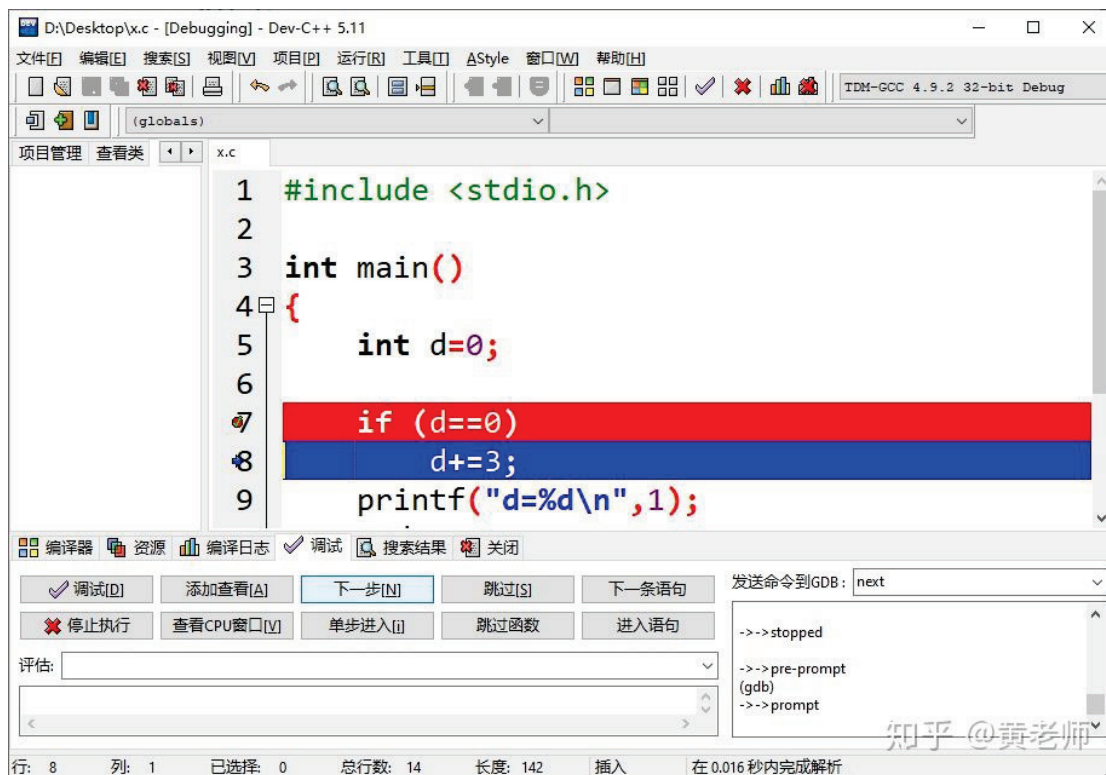 D:\Desktop\x.c - [Debugging] - Dev-C++ 5.11
文件[F] 编辑[E] 搜索[S] 视图[V] 项目[P] 运行[R] 工具[T] AStyle 窗口[W] 帮助[H]
TDM-GCC 4.9.2 32-bit Debug
(globals)
项目管理 查看类 x.c
1 #include <stdio.h>
2
3 int main()
4 {
5 int d=0;
6
7 if (d==0)
8 d+=3;
9 printf("d=%d\n",1);
编译器 资源 编译日志 调试 搜索结果 关闭
调试[D] 添加查看[A] 下一步[N] 跳过[S] 下一条语句 发送命令到GDB: next
停止执行 查看CPU窗口[V] 单步进入[i] 跳过函数 进入语句
->->stopped
评估:
->->pre-prompt
(gdb)
->->prompt
知乎 @黄老师
行: 8 列: 1 已选择: 0 总行数: 14 长度: 142 插入 在 0.016 秒内完成解析